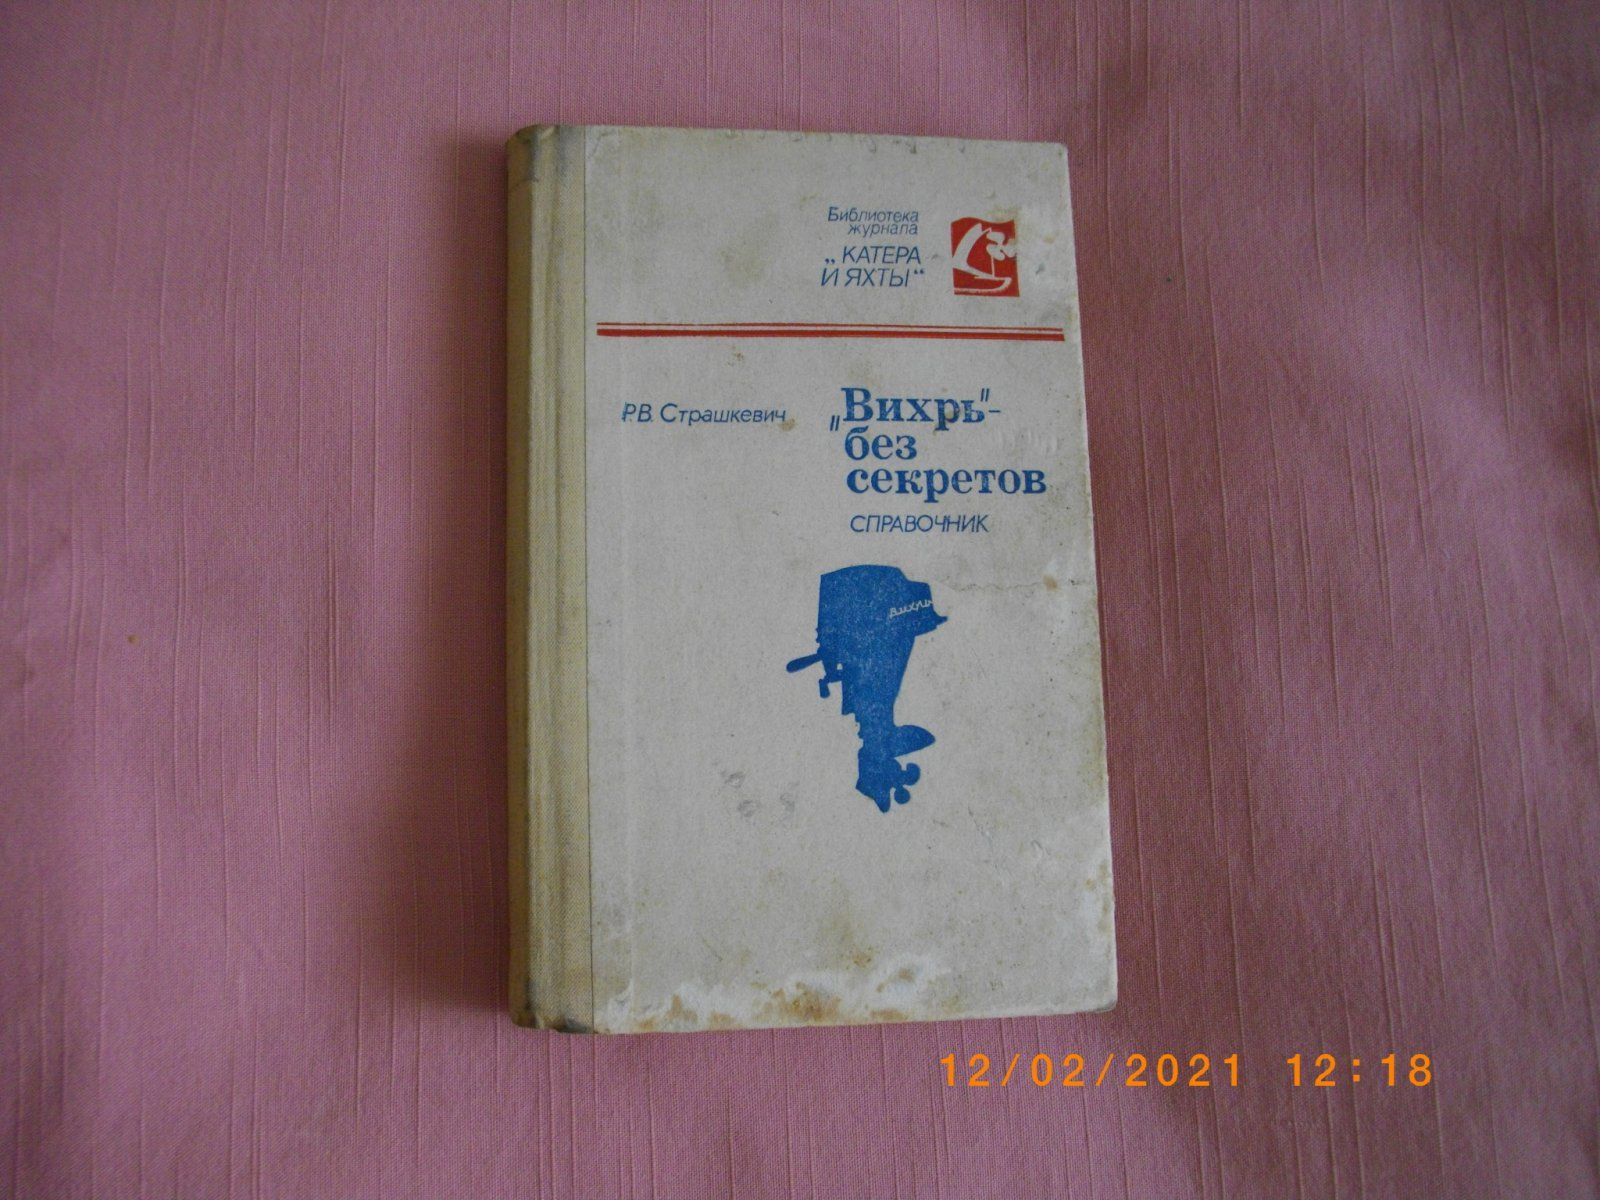 Библиотека
журнала
„КАТЕРА
И ЯХТЫ“
Р.В. Страшкевич
„Вихрь"-
без
секретов
СПРАВОЧНИК
Вихрь
12/02/2021 12:18